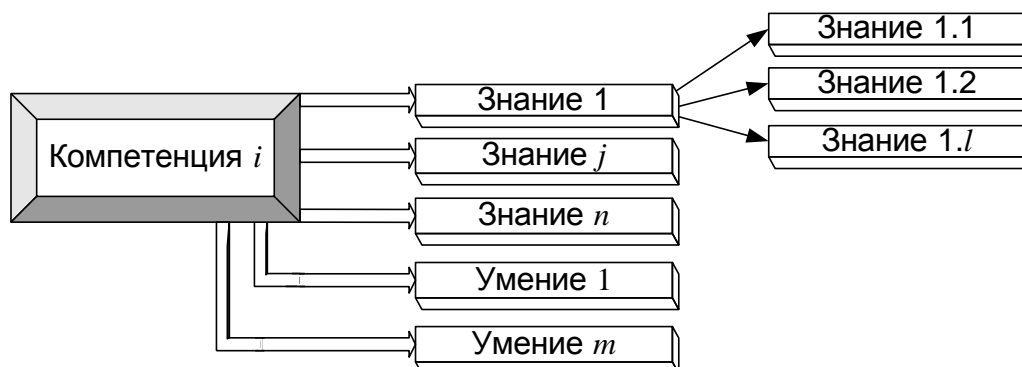 Компетенция i
Знание 1
Знание j
Знание n
Умение 1
Умение m
Знание 1.1
Знание 1.2
Знание 1.l